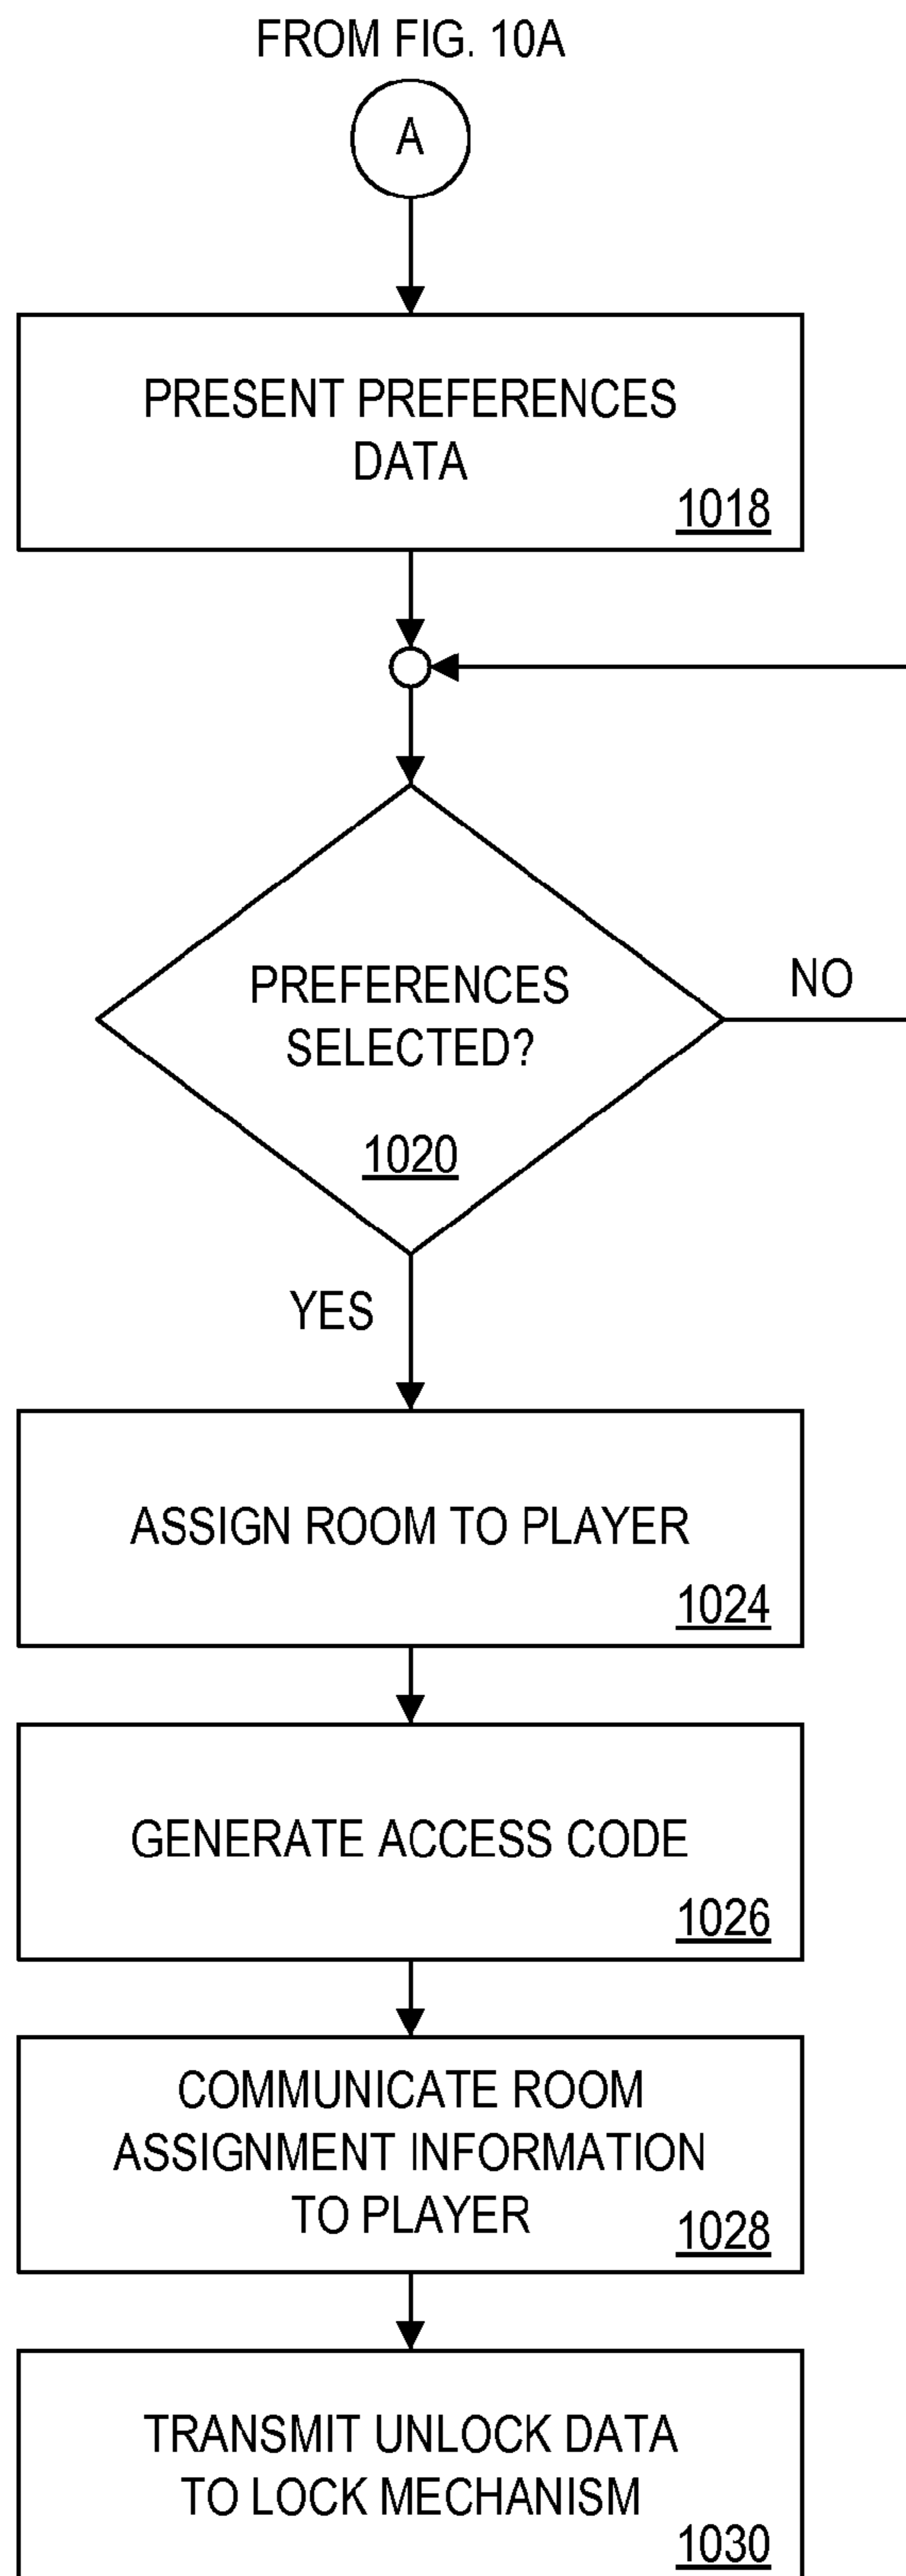 FROM FIG. 10A
A
PRESENT PREFERENCES
DATA
1018
PREFERENCES
SELECTED?
1020
NO
YES
ASSIGN ROOM TO PLAYER
1024
GENERATE ACCESS CODE
1026
COMMUNICATE ROOM
ASSIGNMENT INFORMATION
TO PLAYER
1028
TRANSMIT UNLOCK DATA
TO LOCK MECHANISM
1030